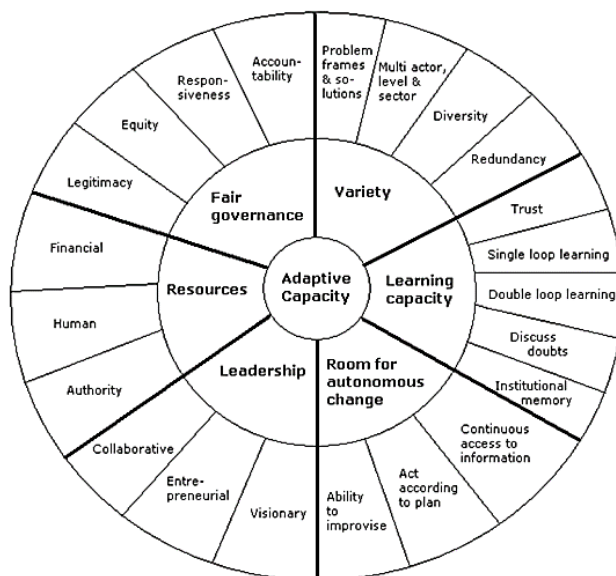 Problem
frames
& so-
lutions
Multi actor,
level &
sector
Diversity
Redundancy
Trust
Single loop learning
Double loop learning
Discuss
doubts
Institutional
memory
Continuous
access to
information
Act
according
to plan
Ability
to
improvise
Visionary
Entre-
preneurial
Collaborative
Authority
Human
Financial
Legitimacy
Equity
Respon-
siveness
Accoun-
tability
Fair
governance
Variety
Learning
capacity
Room for
autonomous
change
Leadership
Resources
Adaptive
Capacity